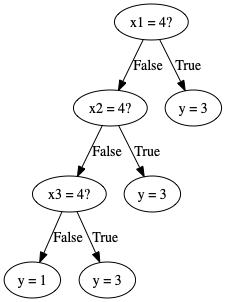 x1 = 4?
False
True
x2 = 4?
y = 3
False
True
x3 = 4?
y = 3
False
True
y = 1
y = 3